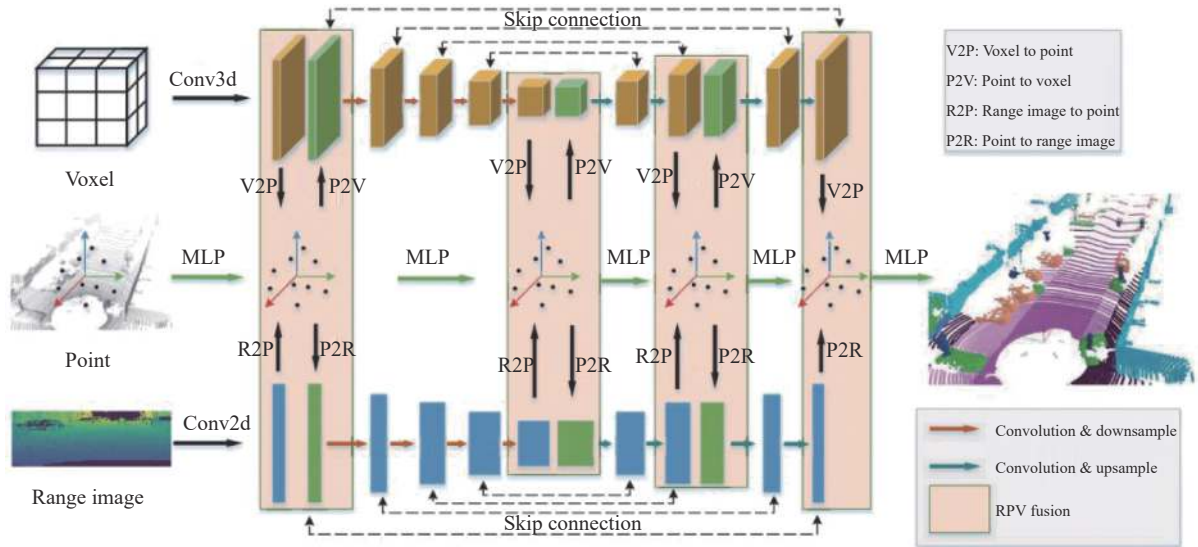 Skip connection
V2P: Voxel to point
P2V: Point to voxel
R2P: Range image to point
P2R: Point to range image
Conv3d
Voxel
V2P
P2V
V2P
P2V
V2P
P2V
V2P
MLP
MLP
MLP
MLP
MLP
Point
R2P
P2R
R2P
P2R
R2P
P2R
P2R
Conv2d
Range image
Skip connection
Convolution & downsample
Convolution & upsample
RPV fusion